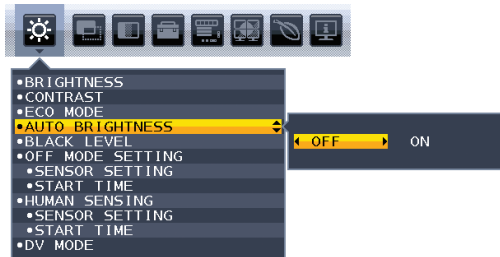 •BRIGHTNESS
•CONTRAST
•ECO MODE
•AUTO BRIGHTNESS
OFF ON
•BLACK LEVEL
•OFF MODE SETTING
•SENSOR SETTING
•START TIME
•HUMAN SENSING
•SENSOR SETTING
•START TIME
•DV MODE